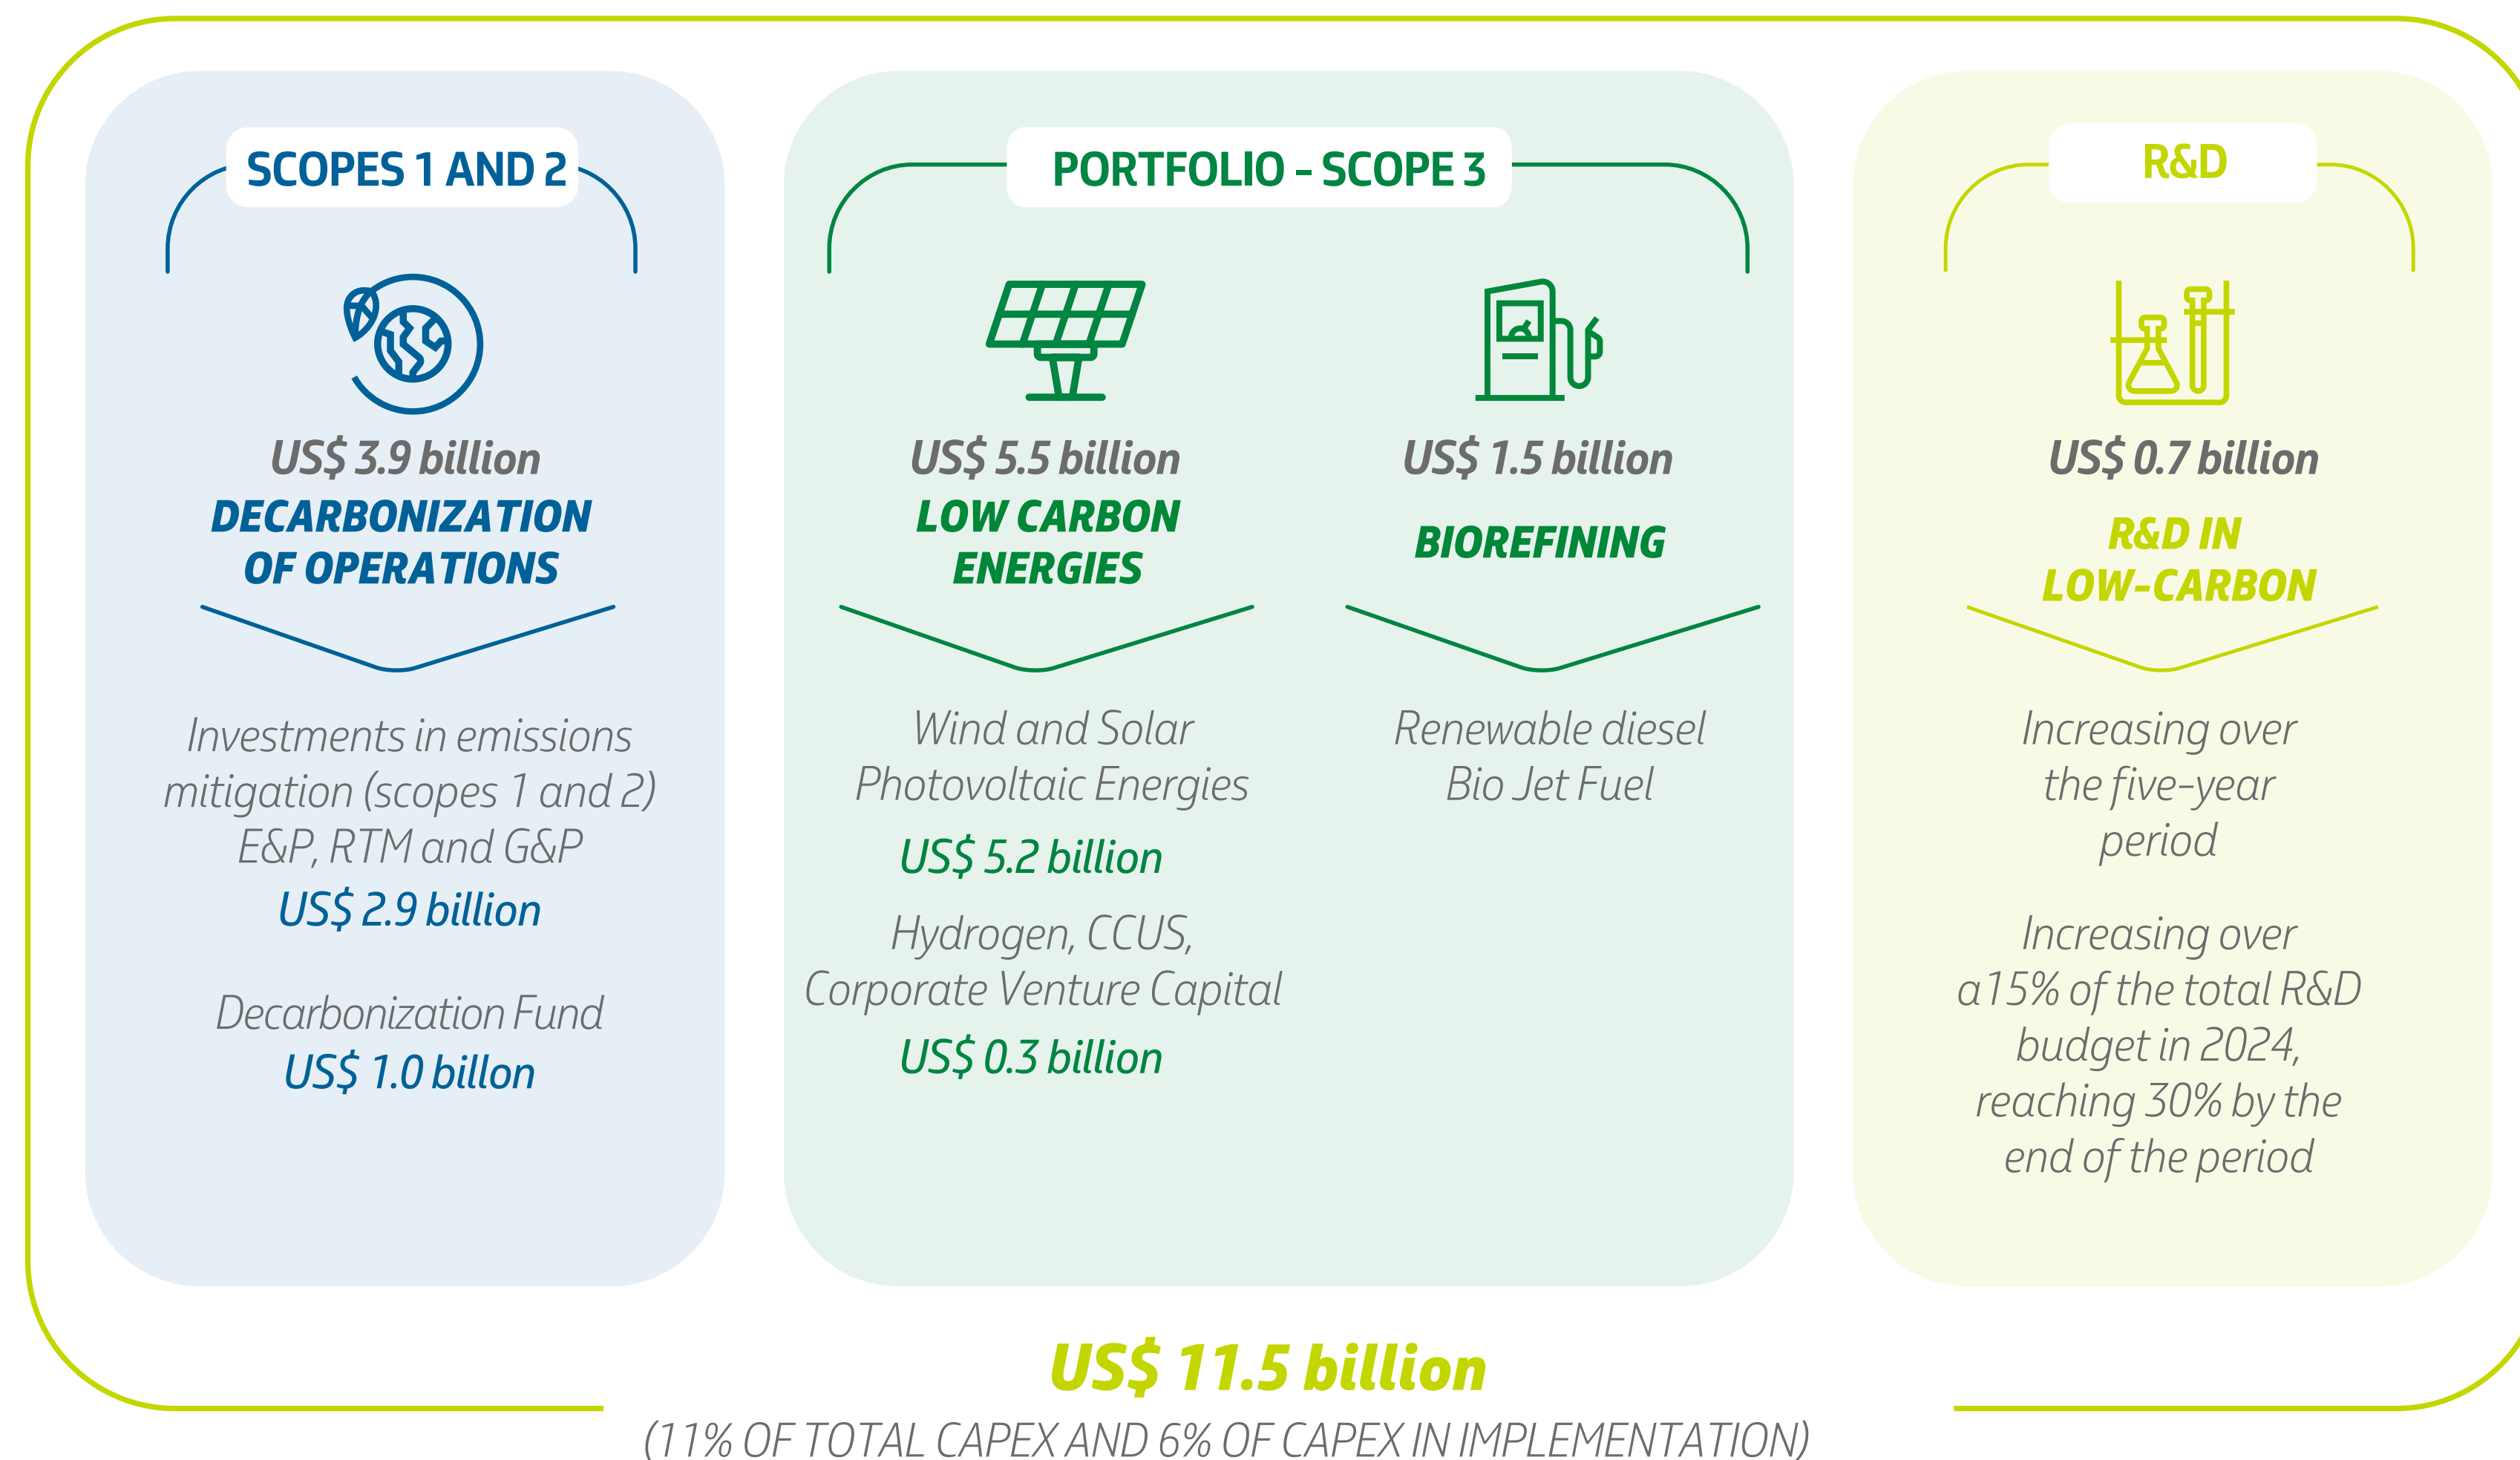 SCOPES 1 AND 2
US$ 3.9 billion
DECARBONIZATION
OF OPERATIONS
Investments in emissions
mitigation (scopes 1 and 2)
E&P, RTM and G&P
US$ 2.9 billion
Decarbonization Fund
US$ 1.0 billon
PORTFOLIO - SCOPE 3
US$ 5.5 billion
LOW CARBON
ENERGIES
Wind and Solar
Photovoltaic Energies
US$ 5.2 billion
Hydrogen, CCUS,
Corporate Venture Capital
US$ 0.3 billion
US$ 1.5 billion
BIOREFINING
Renewable diesel
Bio Jet Fuel
R&D
US$ 0.7 billion
R&D IN
LOW-CARBON
Increasing over
the five-year
period
Increasing over
a15% of the total R&D
budget in 2024,
reaching 30% by the
end of the period
US$ 11.5 billion
(11% OF TOTAL CAPEX AND 6% OF CAPEX IN IMPLEMENTATION)